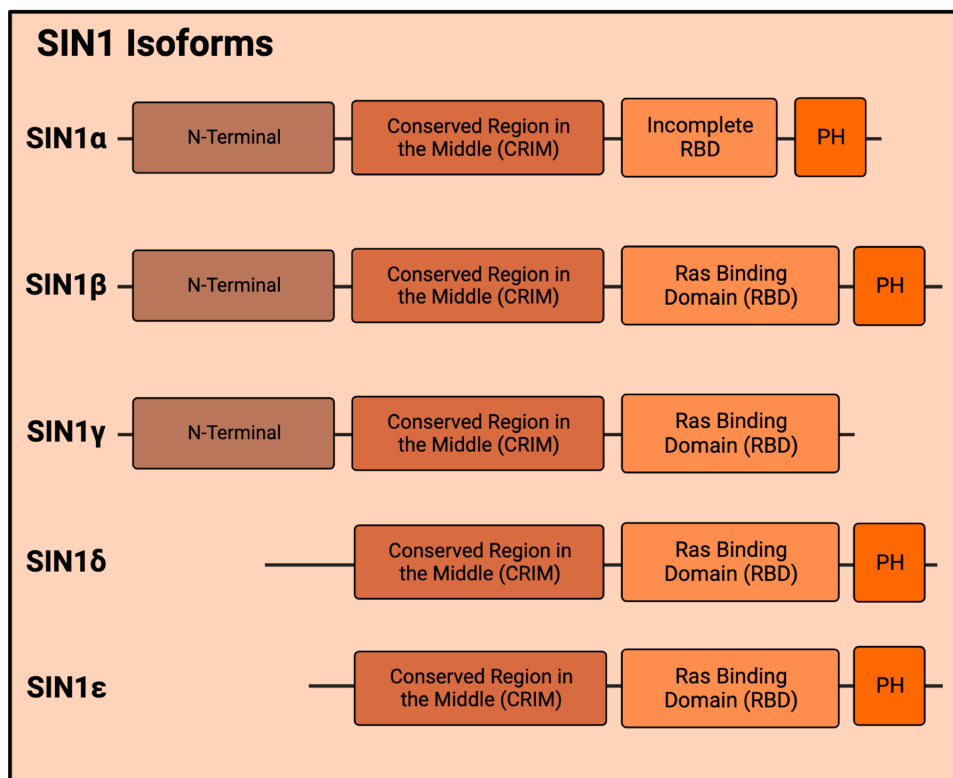 SIN1 Isoforms
SIN1α
N-Terminal
Conserved Region in
the Middle (CRIM)
Incomplete
RBD
PH
SIN1β
N-Terminal
Conserved Region in
the Middle (CRIM)
Ras Binding
Domain (RBD)
PH
SIN1γ
N-Terminal
Conserved Region in
the Middle (CRIM)
Ras Binding
Domain (RBD)
SIN1δ
Conserved Region in
the Middle (CRIM)
Ras Binding
Domain (RBD)
PH
SIN1ε
Conserved Region in
the Middle (CRIM)
Ras Binding
Domain (RBD)
PH